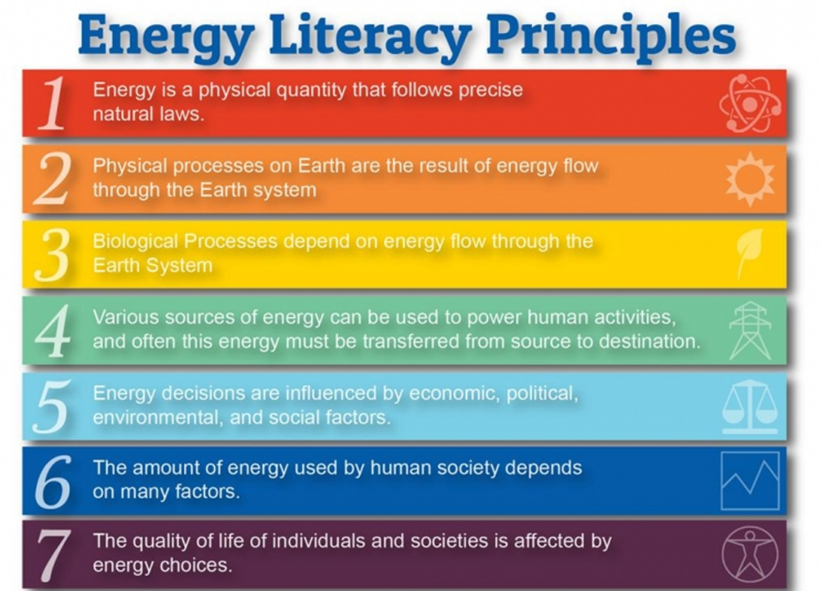 Energy Literacy Principles
1
Energy is a physical quantity that follows precise
natural laws.
2
Physical processes on Earth are the result of energy flow
through the Earth system
3
Biological Processes depend on energy flow through the
Earth System
4
Various sources of energy can be used to power human activities,
and often this energy must be transferred from source to destination.
5
Energy decisions are influenced by economic, political,
environmental, and social factors.
6
The amount of energy used by human society depends
on many factors.
7
The quality of life of individuals and societies is affected by
energy choices.